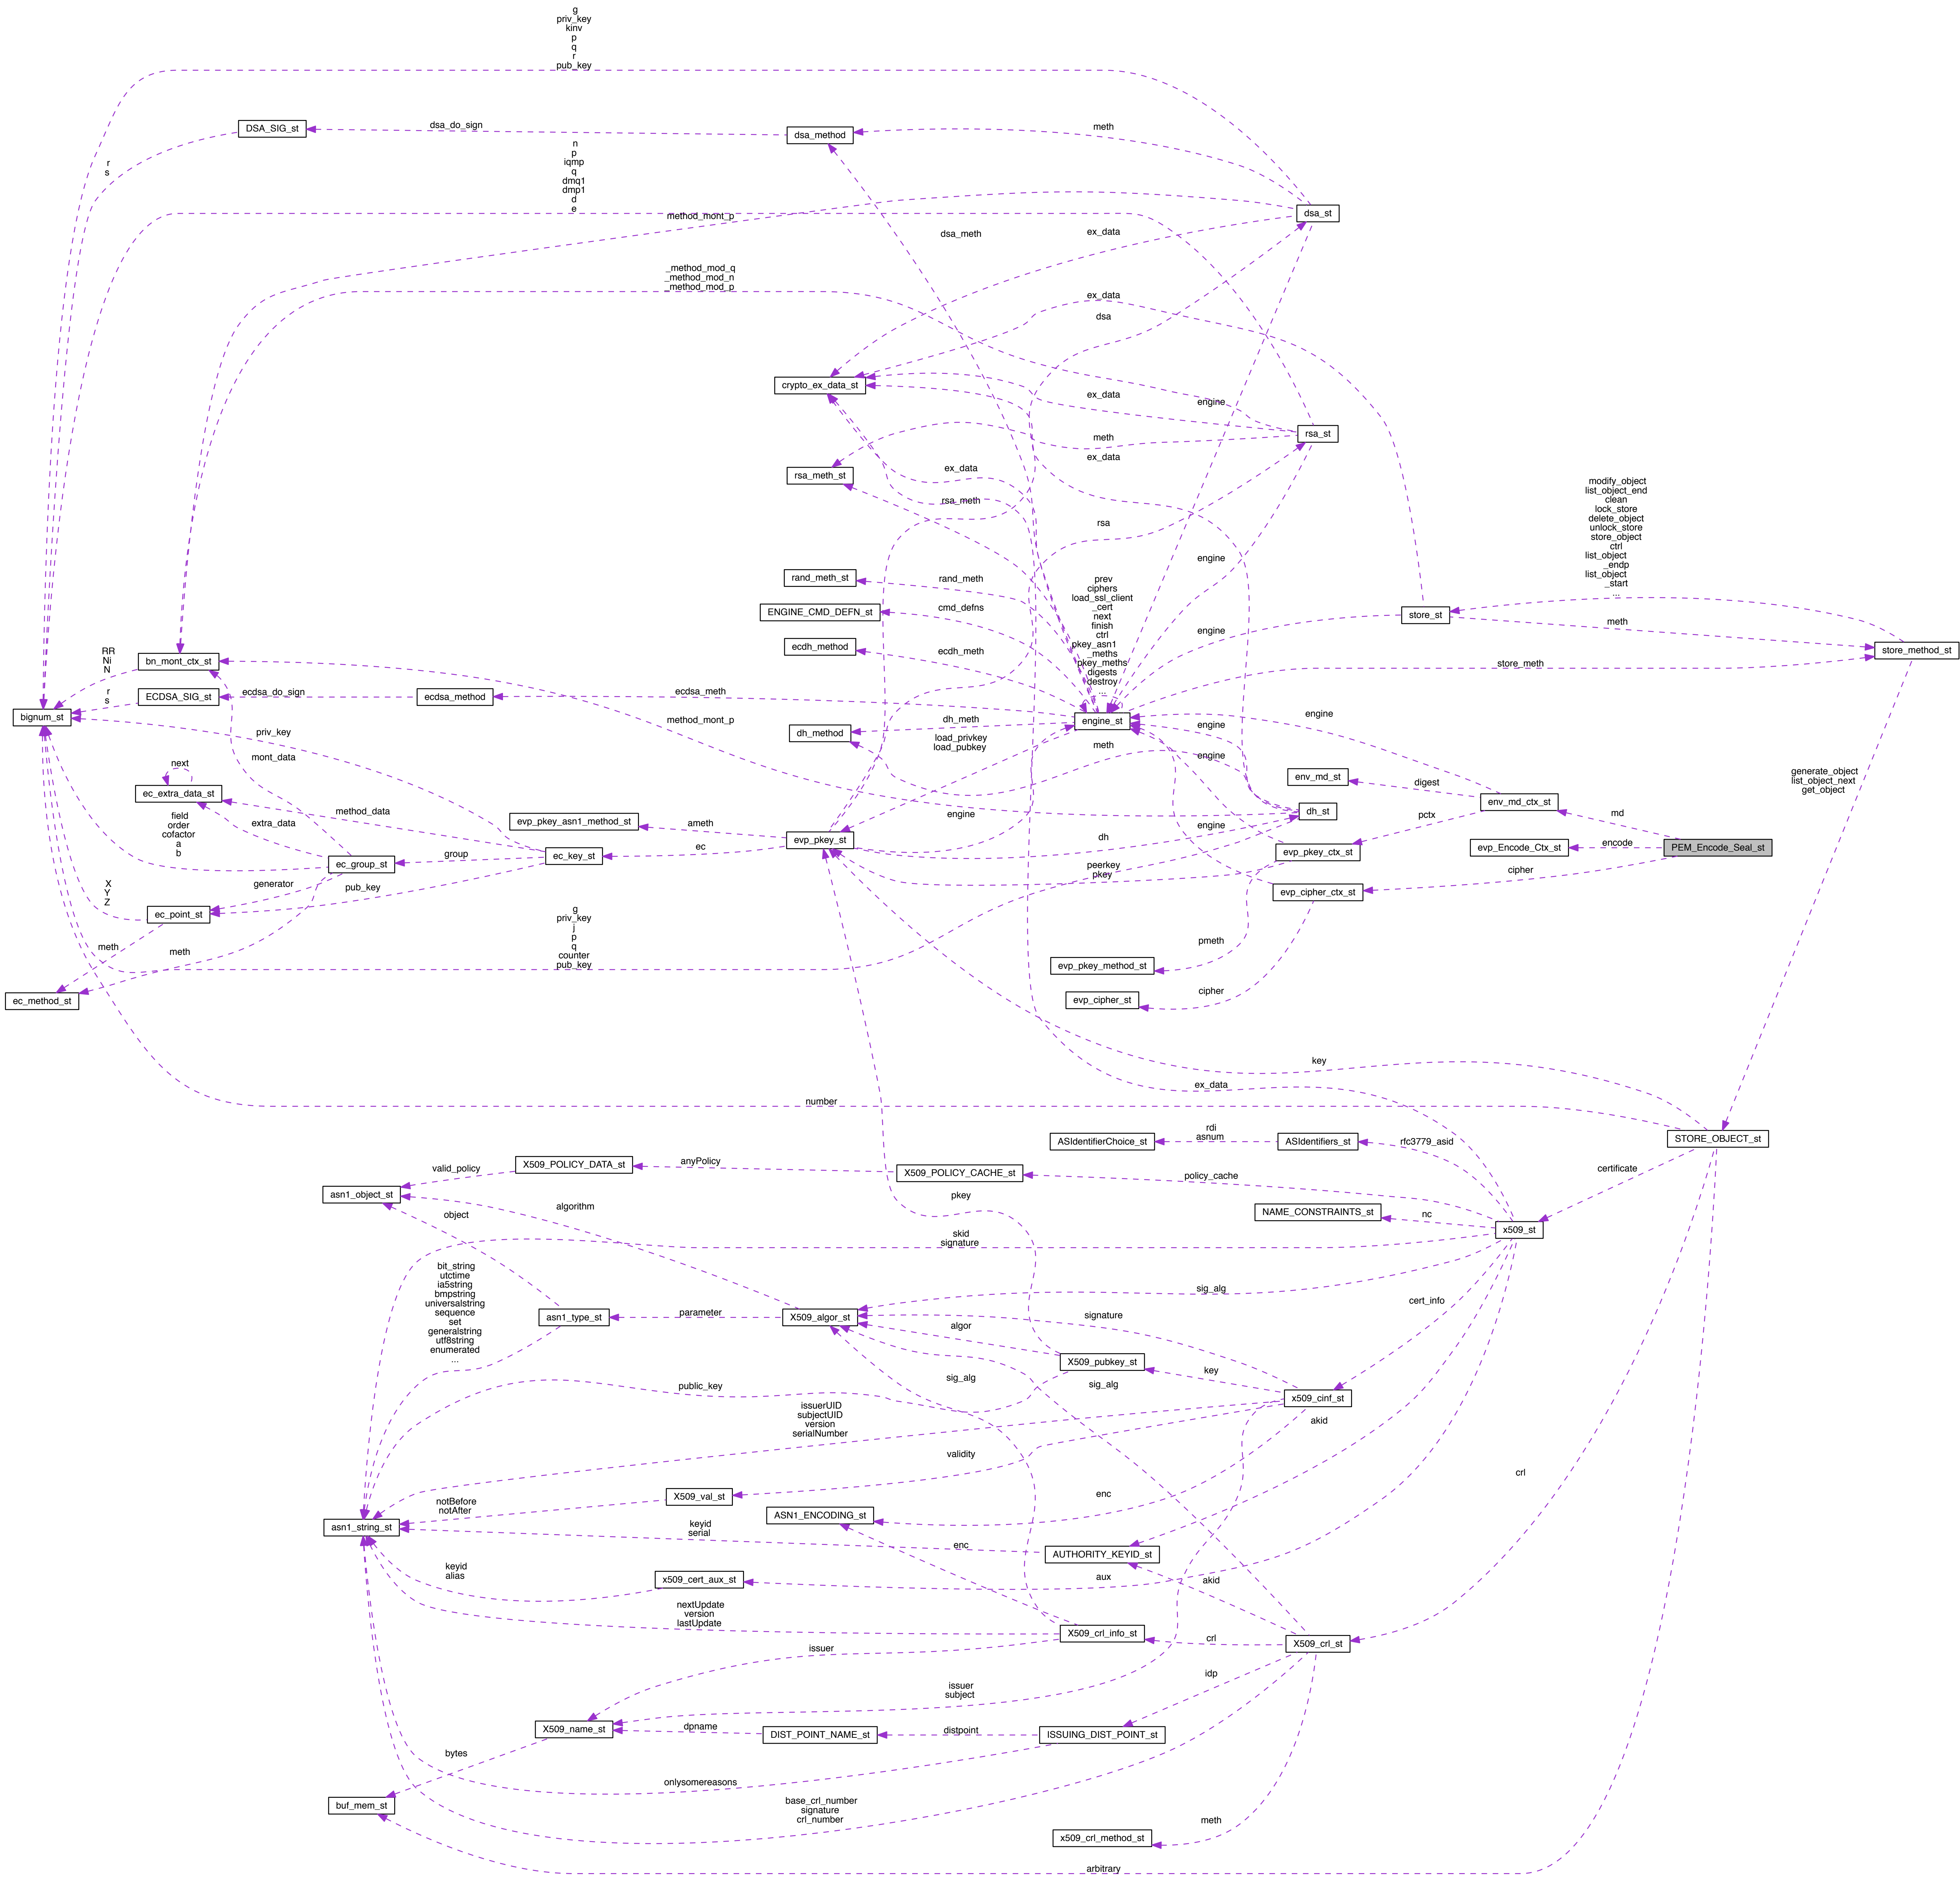 g
priv_key
kinv
p
q
r
pub_key
DSA_SIG_st
dsa_do_sign
dsa_method
meth
r
s
n
p
iqmp
q
dmq1
dmp1
d
e
method_mont_p
dsa_meth
ex_data
dsa_st
_method_mod_q
_method_mod_n
_method_mod_p
ex_data
dsa
crypto_ex_data_st
ex_data
engine
rsa_st
meth
rsa_meth_st
ex_data
ex_data
rsa_meth
rsa
modify_object
list_object_end
clean
lock_store
delete_object
unlock_store
store_object
ctrl
list_object
_endp
list_object
_start
...
engine
rand_meth_st
rand_meth
ENGINE_CMD_DEFN_st
cmd_defns
prev
ciphers
load_ssl_client
_cert
next
finish
ctrl
pkey_asn1
_meths
pkey_meths
digests
destroy
...
store_st
engine
meth
ecdh_method
ecdh_meth
store_method_st
store_meth
RR
Ni
N
bn_mont_ctx_st
r
s
ECDSA_SIG_st
ecdsa_do_sign
ecdsa_method
ecdsa_meth
bignum_st
priv_key
method_mont_p
dh_method
dh_meth
engine_st
engine
engine
load_privkey
load_pubkey
meth
engine
mont_data
next
ec_extra_data_st
env_md_st
digest
env_md_ctx_st
generate_object
list_object_next
get_object
field
order
cofactor
a
b
extra_data
method_data
evp_pkey_asn1_method_st
ameth
engine
engine
dh_st
pctx
md
evp_pkey_st
dh
evp_Encode_Ctx_st
encode
PEM_Encode_Seal_st
ec_group_st
group
ec_key_st
ec
evp_pkey_ctx_st
peerkey
pkey
cipher
X
Y
Z
generator
pub_key
evp_cipher_ctx_st
ec_point_st
g
priv_key
j
p
q
counter
pub_key
meth
meth
pmeth
evp_pkey_method_st
cipher
evp_cipher_st
ec_method_st
key
ex_data
number
rdi
asnum
ASIdentifierChoice_st
ASIdentifiers_st
rfc3779_asid
STORE_OBJECT_st
valid_policy
X509_POLICY_DATA_st
anyPolicy
X509_POLICY_CACHE_st
policy_cache
certificate
asn1_object_st
algorithm
pkey
NAME_CONSTRAINTS_st
nc
x509_st
object
skid
signature
bit_string
utctime
ia5string
bmpstring
universalstring
sequence
set
generalstring
utf8string
enumerated
...
sig_alg
cert_info
asn1_type_st
parameter
X509_algor_st
signature
algor
X509_pubkey_st
key
sig_alg
sig_alg
public_key
x509_cinf_st
issuerUID
subjectUID
version
serialNumber
akid
validity
crl
X509_val_st
enc
notBefore
notAfter
ASN1_ENCODING_st
asn1_string_st
keyid
serial
enc
AUTHORITY_KEYID_st
keyid
alias
x509_cert_aux_st
aux
akid
nextUpdate
version
lastUpdate
X509_crl_info_st
crl
X509_crl_st
issuer
idp
issuer
subject
X509_name_st
dpname
DIST_POINT_NAME_st
distpoint
ISSUING_DIST_POINT_st
bytes
onlysomereasons
buf_mem_st
base_crl_number
signature
crl_number
meth
x509_crl_method_st
arbitrary